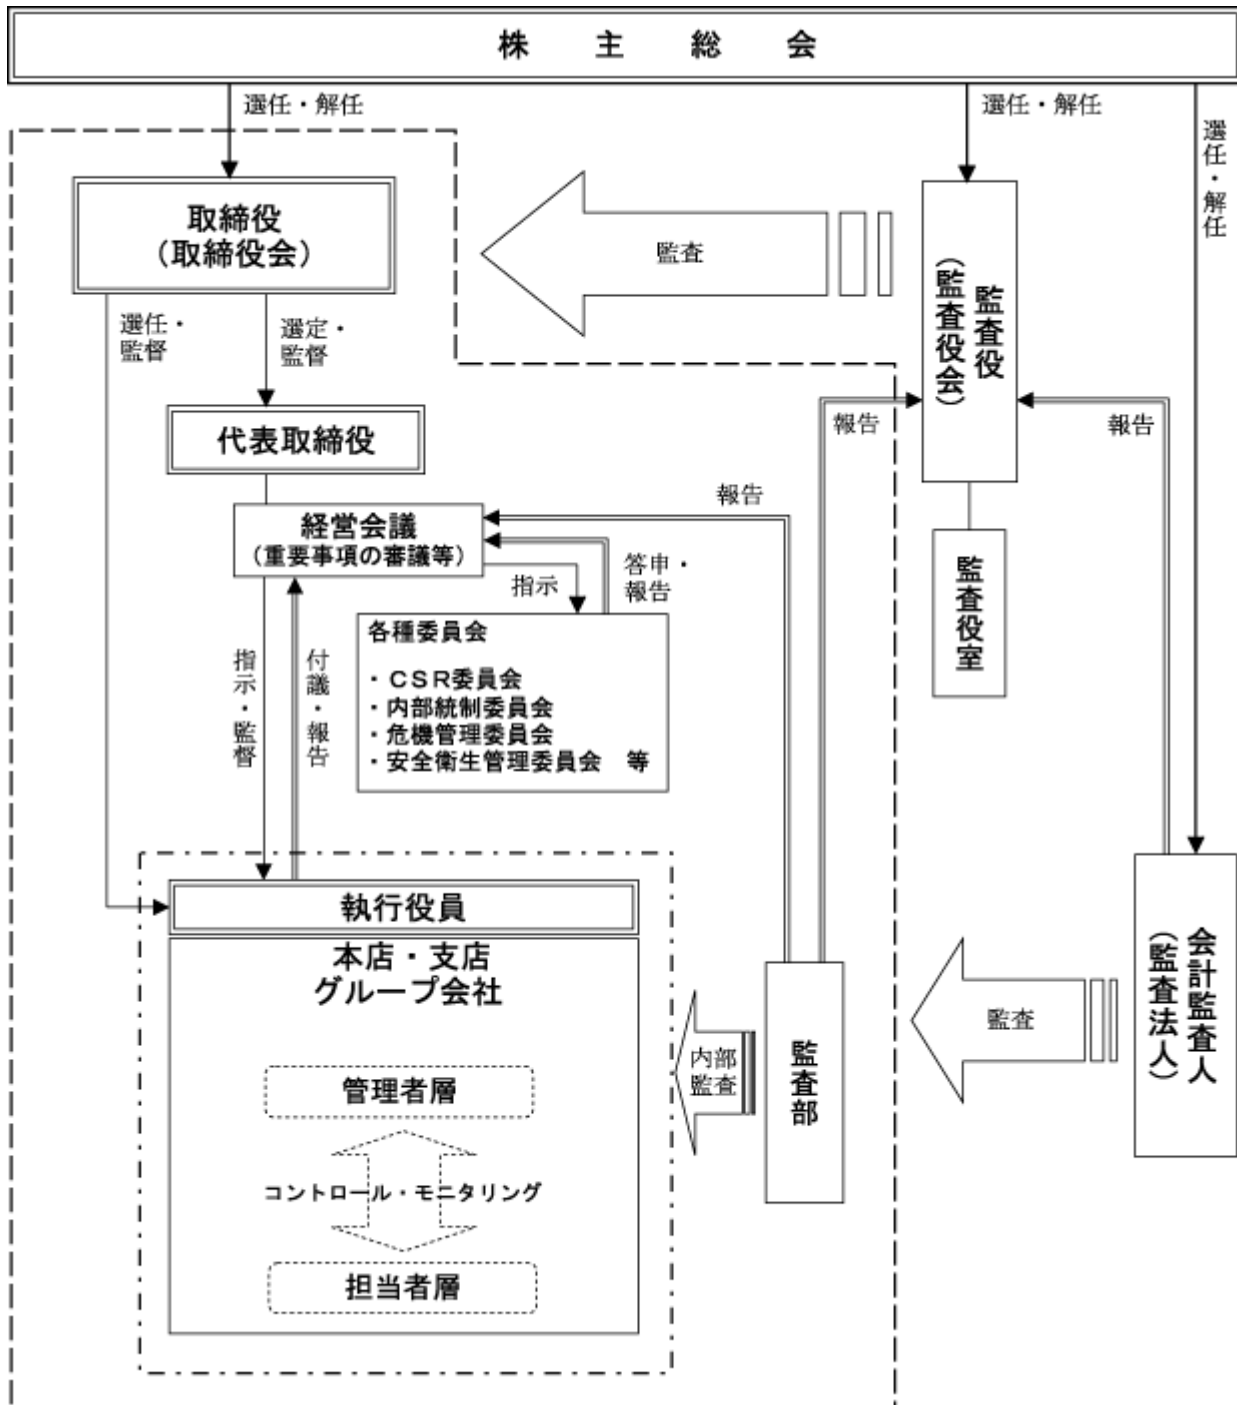 株主総会
選任・解任
選任・解任
選任・解任
取締役
（取締役会）
監査
監査役
（監査役会）
選任・
監督
選定・
監督
代表取締役
報告
報告
報告
経営会議
（重要事項の審議等）
指示
答申・
報告
監査役室
各種委員会
・ＣＳＲ委員会
・内部統制委員会
・危機管理委員会
・安全衛生管理委員会　等
指示・監督
付議・報告
執行役員
本店・支店
グループ会社
管理者層
コントロール・モニタリング
担当者層
内部
監査
監査部
監査
会計監査人
（監査法人）